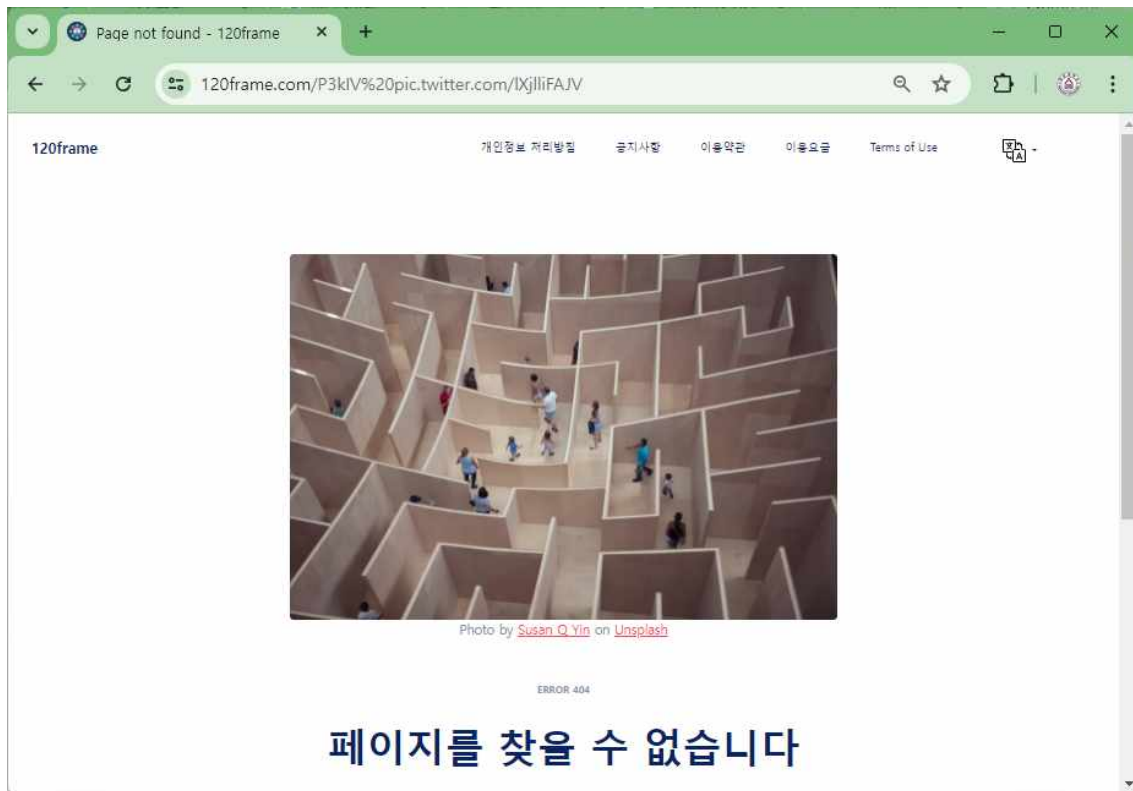 Page not found - 120frame
120frame.com/P3kIV%20pic.twitter.com/lXjlliFAJV
120frame 개인정보 처리방침 공지사항 이용약관 이용요금 Terms of Use
Photo by Susan Q Yin on Unsplash
ERROR 404
페이지를 찾을 수 없습니다